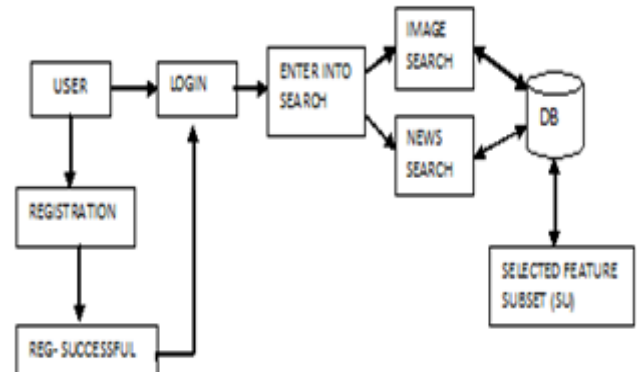 USER
LOGIN
ENTER INTO
SEARCH
IMAGE
SEARCH
NEWS
SEARCH
DB
REGISTRATION
REG- SUCCESSFUL
SELECTED FEATURE
SUBSET (SU)